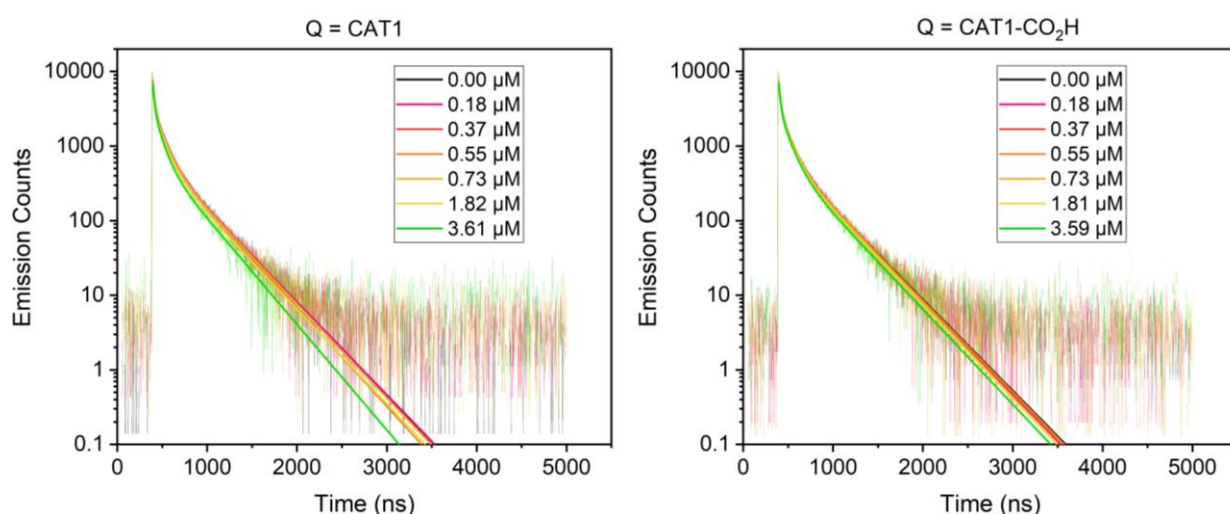 Q = CAT1
Emission Counts
10000
1000
100
10
1
0.1
0.00 µM
0.18 µM
0.37 µM
0.55 µM
0.73 µM
1.82 µM
3.61 µM
0 1000 2000 3000 4000 5000
Time (ns)
Q = CAT1-CO₂H
Emission Counts
10000
1000
100
10
1
0.1
0.00 µM
0.18 µM
0.37 µM
0.55 µM
0.73 µM
1.81 µM
3.59 µM
0 1000 2000 3000 4000 5000
Time (ns)